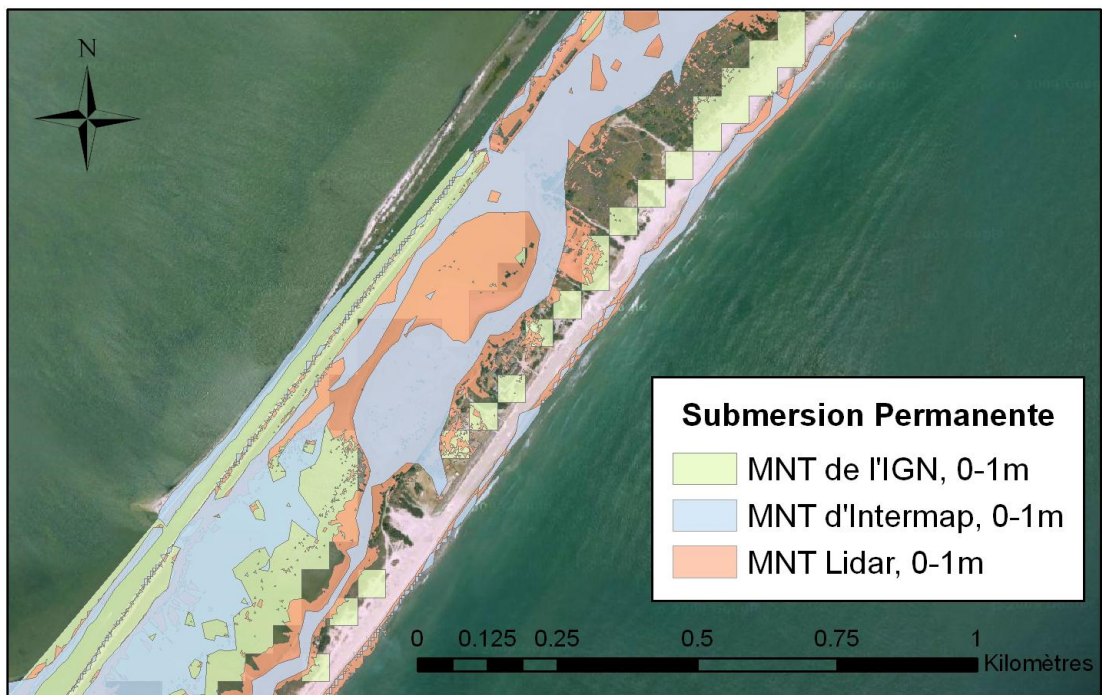 N
Submersion Permanente
MNT de l'IGN, 0-1m
MNT d'Intermap, 0-1m
MNT Lidar, 0-1m
0 0.125 0.25 0.5 0.75 1
Kilomètres